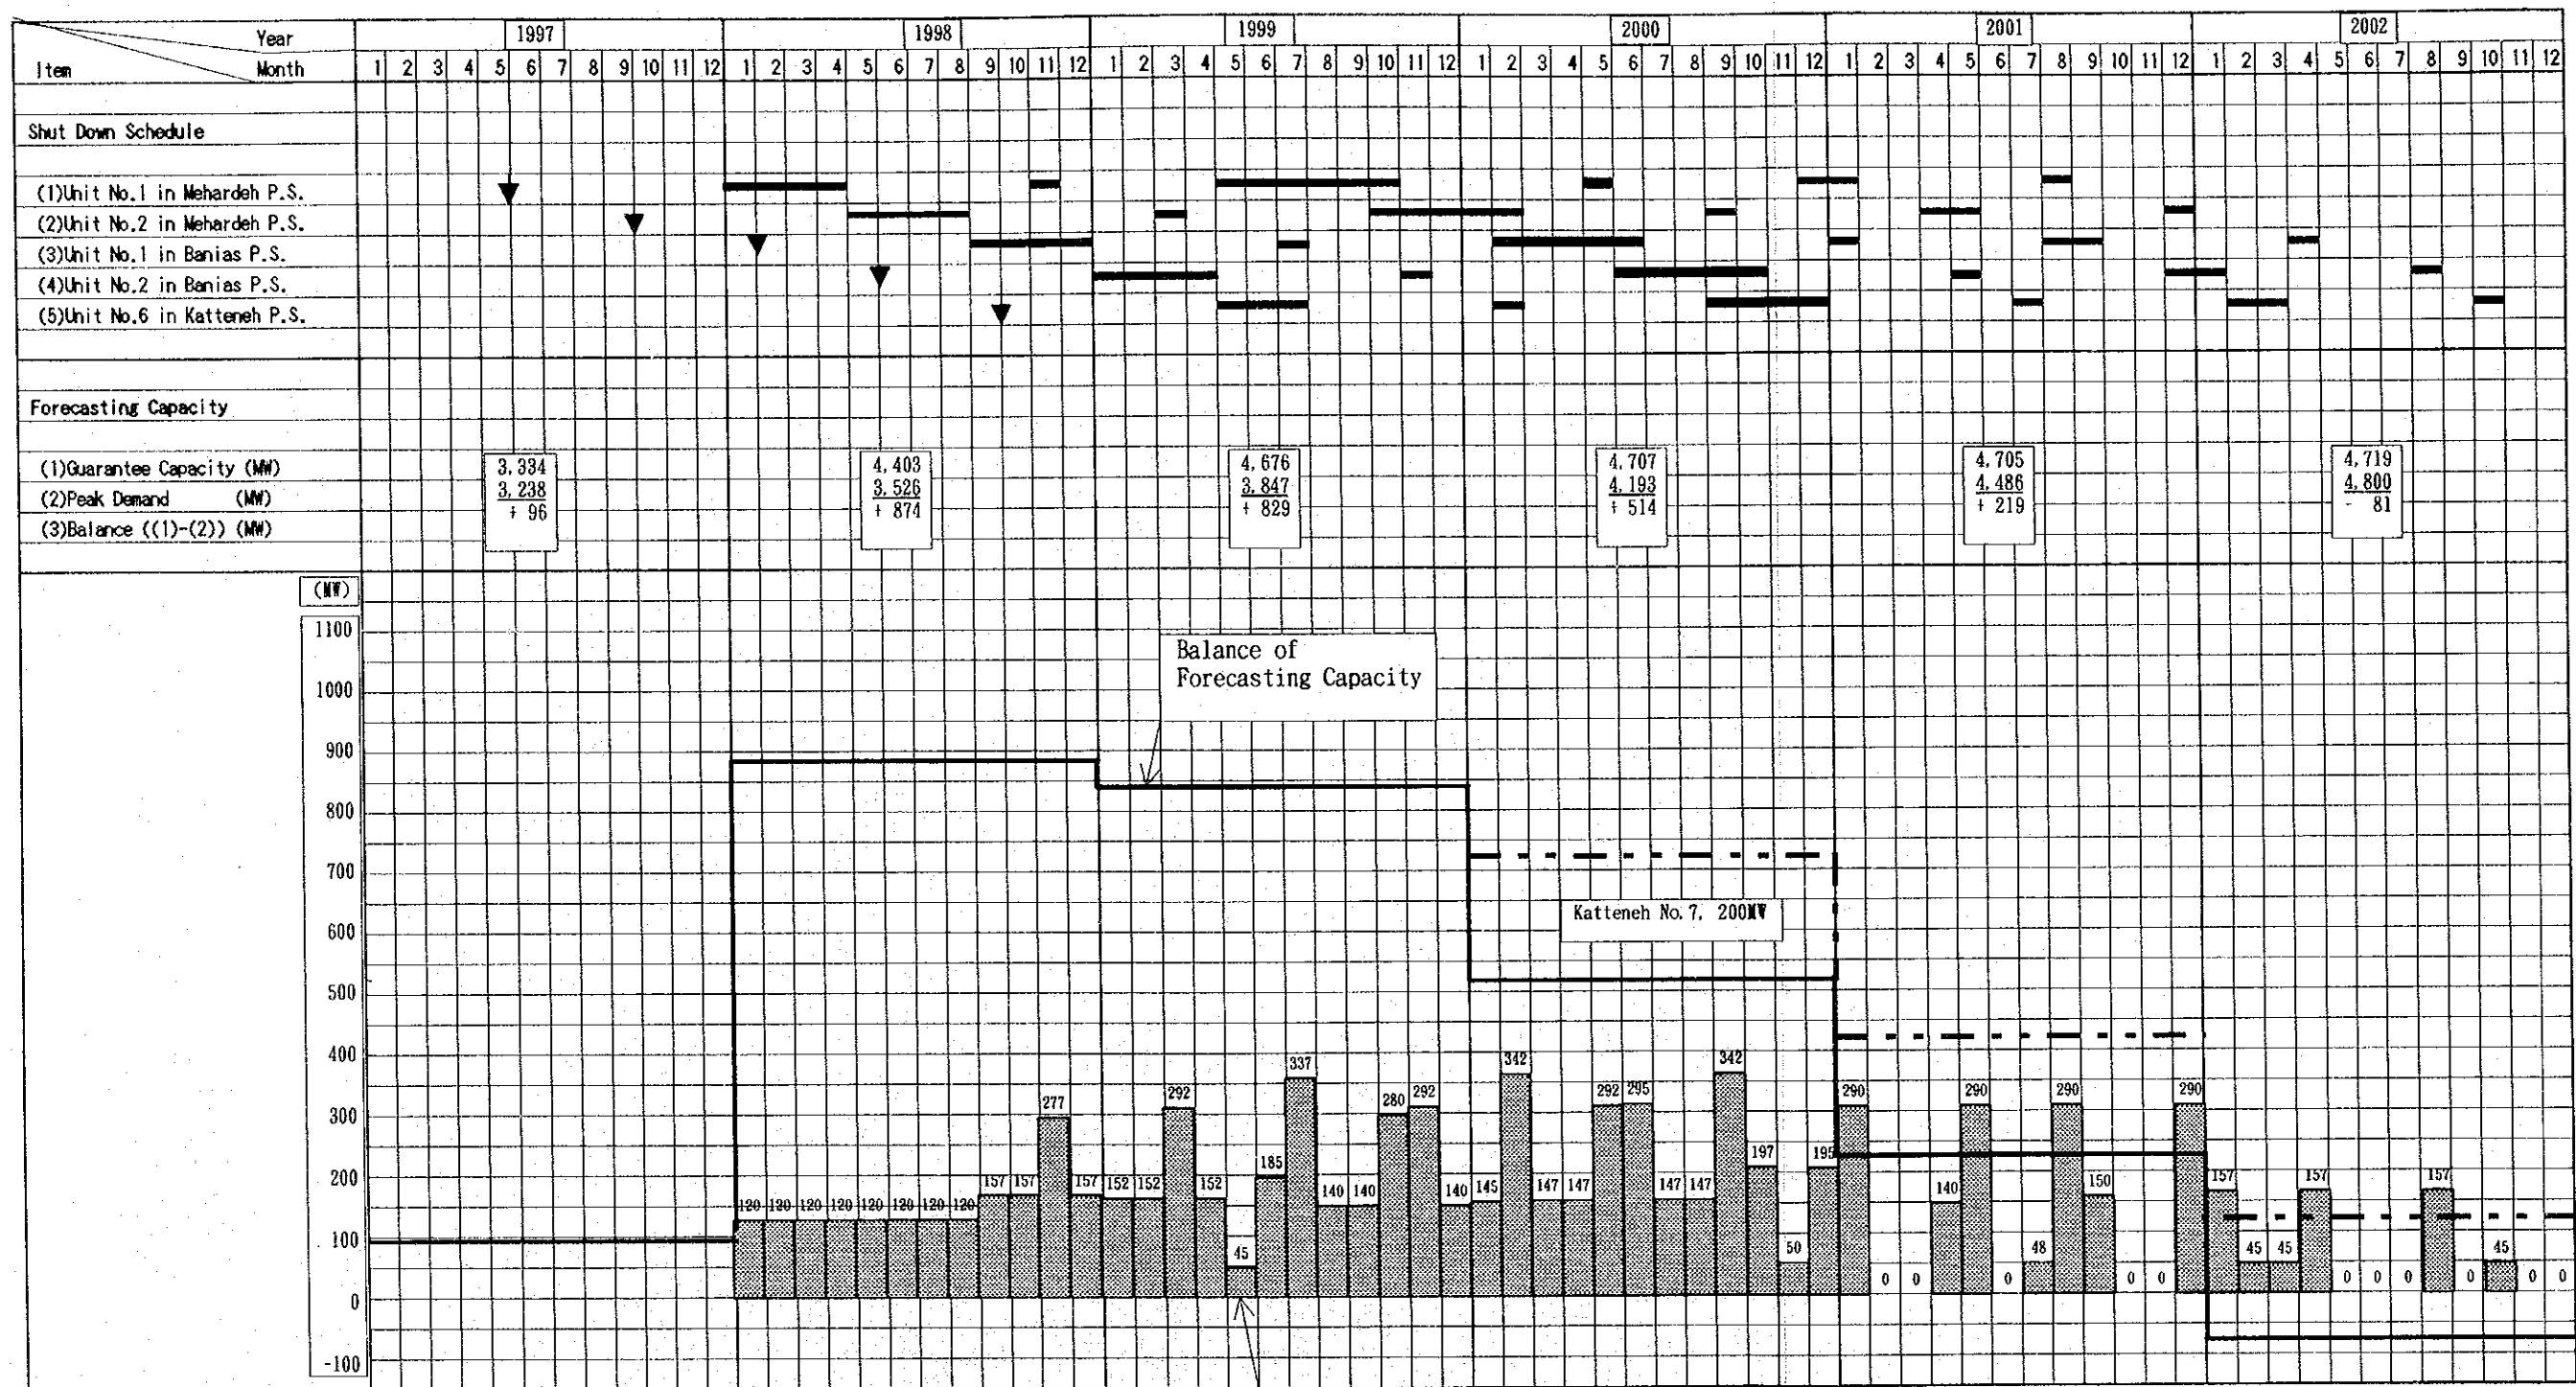 Year 1997 1998 1999 2000 2001 2002
Item Month 1 2 3 4 5 6 7 8 9 10 11 12 1 2 3 4 5 6 7 8 9 10 11 12 1 2 3 4 5 6 7 8 9 10 11 12 1 2 3 4 5 6 7 8 9 10 11 12 1 2 3 4 5 6 7 8 9 10 11 12 1 2 3 4 5 6 7 8 9 10 11 12
Shut Down Schedule
(1)Unit No.1 in Mehardeh P.S.
(2)Unit No.2 in Mehardeh P.S.
(3)Unit No.1 in Banias P.S.
(4)Unit No.2 in Banias P.S.
(5)Unit No.6 in Katteneh P.S.
Forecasting Capacity
(1)Guarantee Capacity (MW) 3,334 4,403 4,676 4,707 4,705 4,719
(2)Peak Demand (MW) 3,238 3,526 3,847 4,193 4,486 4,800
(3)Balance ((1)-(2)) (MW) + 96 + 874 + 829 + 514 + 219 - 81
(MW)
1100
Balance of
Forecasting Capacity
1000
900
800
700
Katteneh No.7, 200MW
600
500
400
300
200
100
0
-100
120 120 120 120 120 120 120 120 157 157 277 157 152 152 292 152 45 185 337 140 140 280 292 140 145 342 147 147 292 295 147 147 342 197 50 195 290 0 0 140 290 0 48 290 150 0 0 290 157 45 45 157 0 0 0 157 0 45 0 0